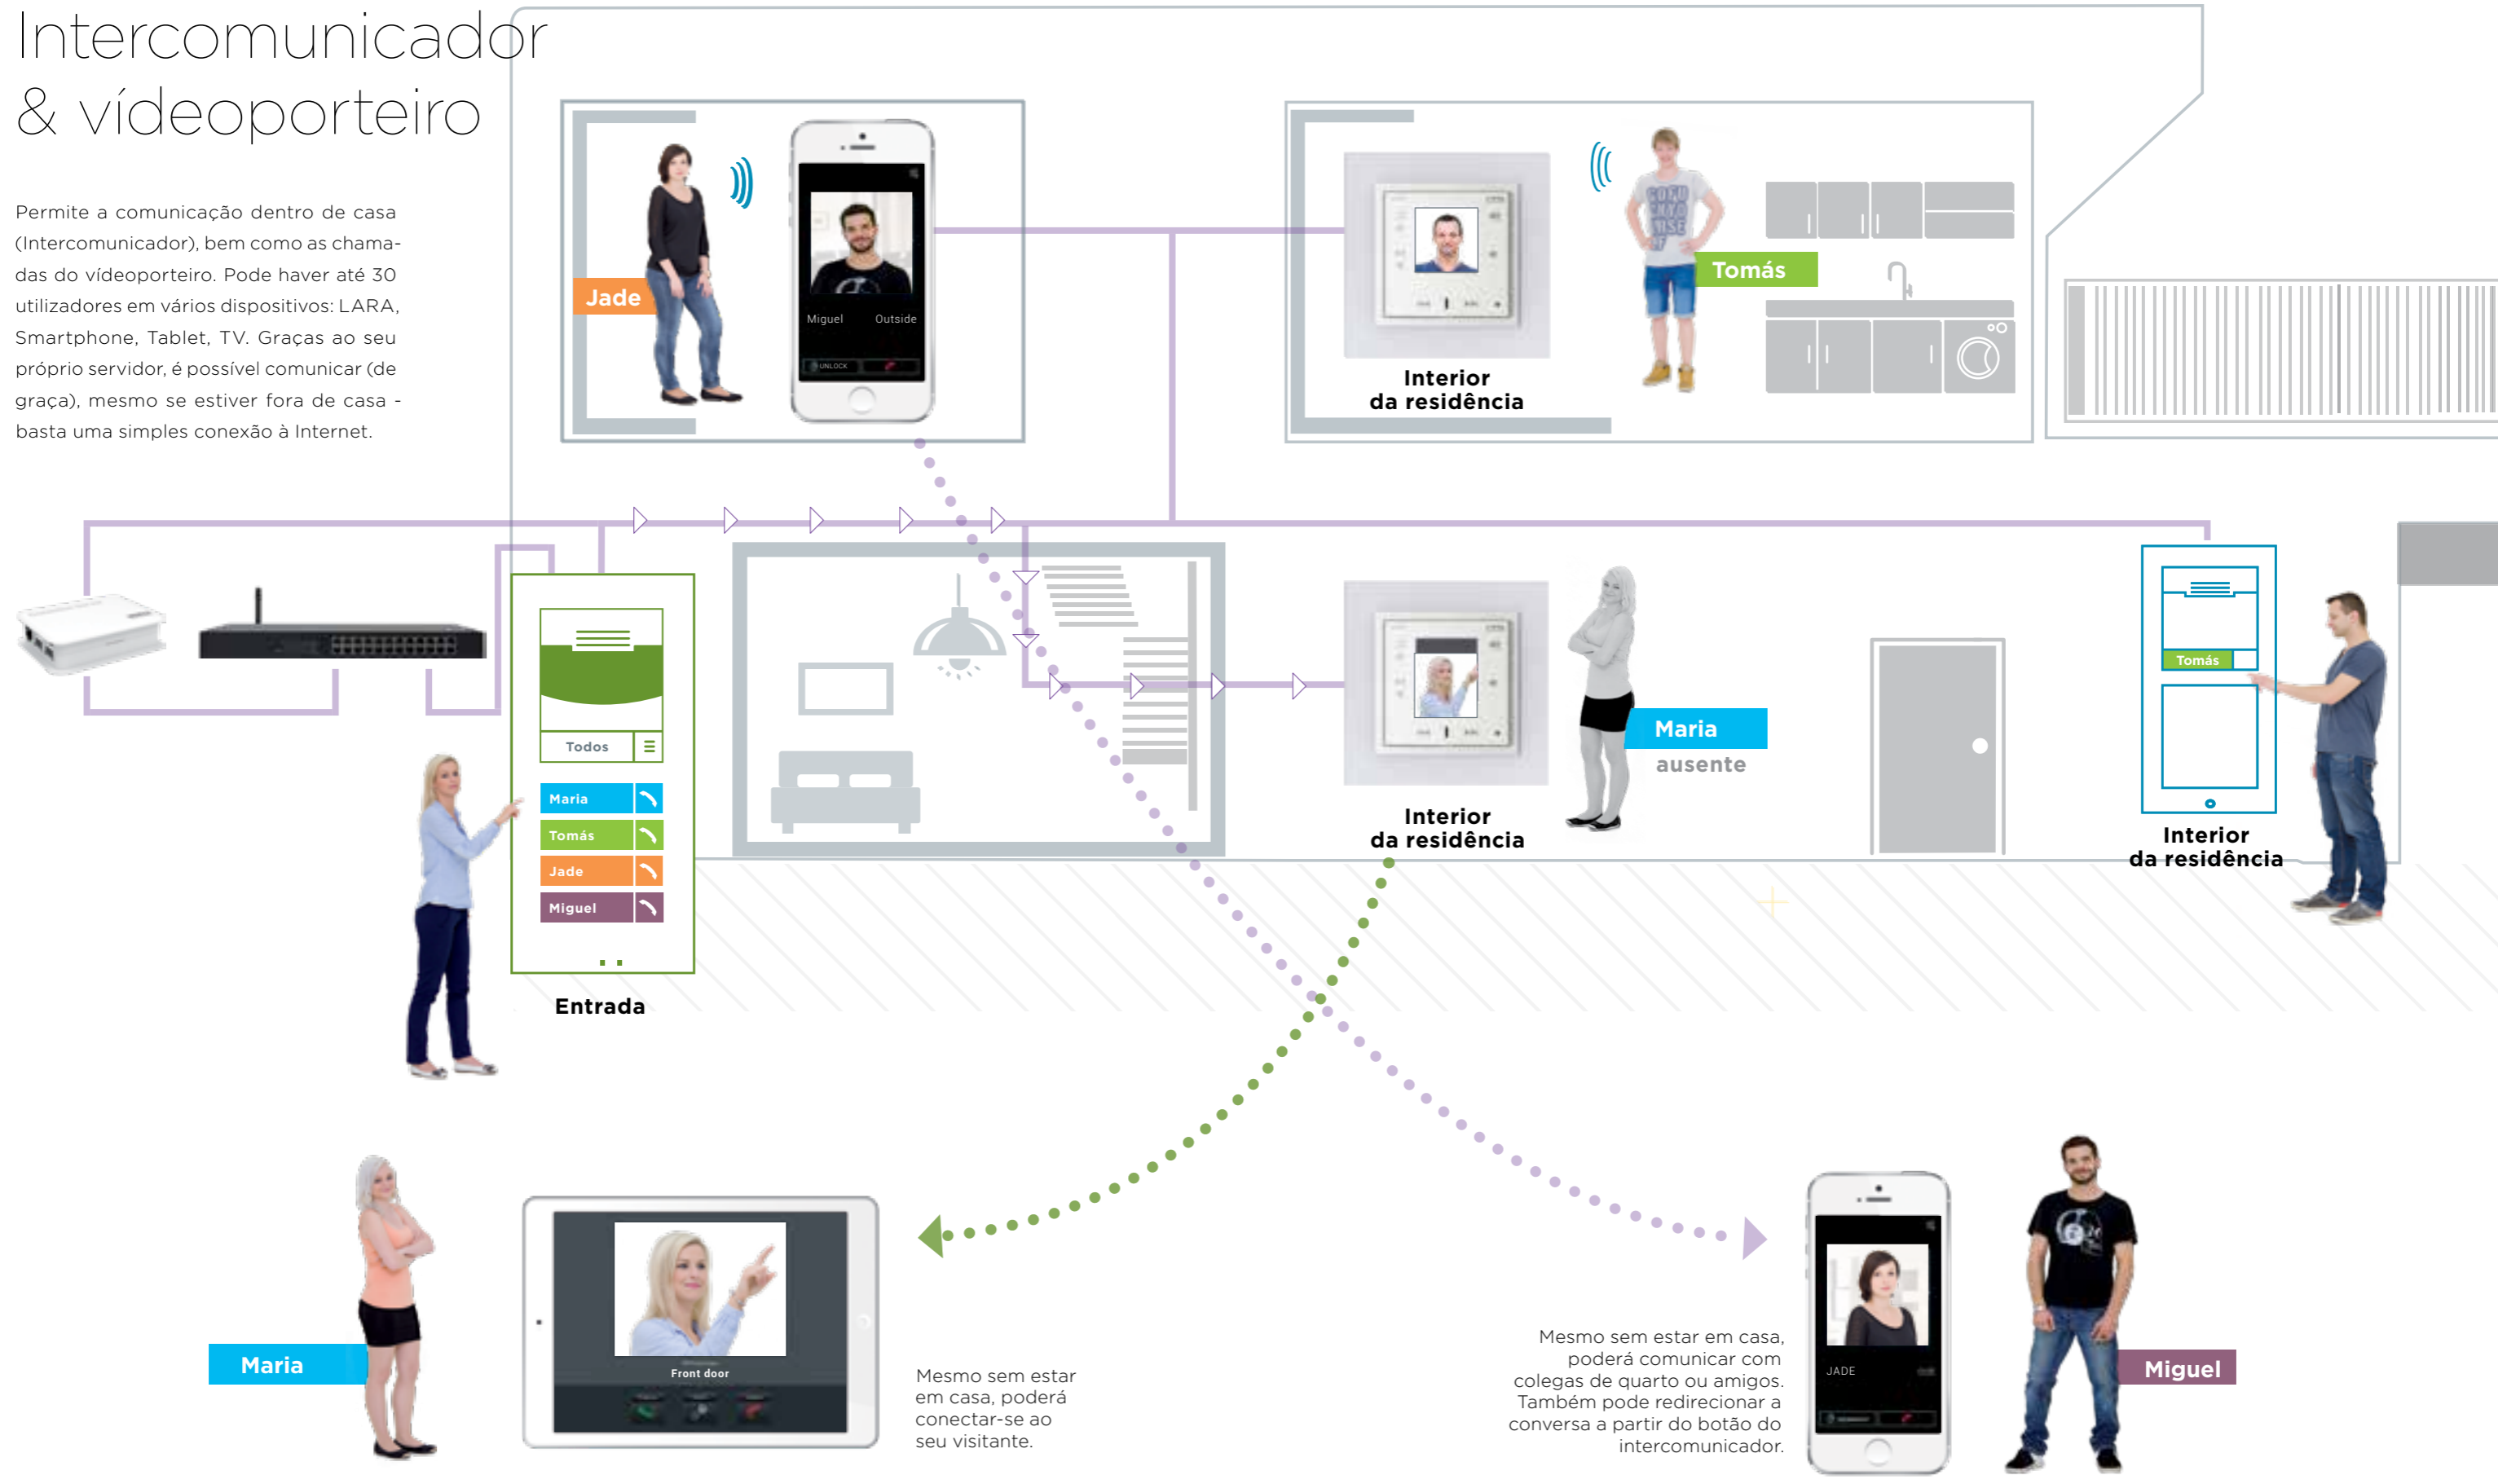 Intercomunicador
& vídeoporteiro
Permite a comunicação dentro de casa
(Intercomunicador), bem como as chama-
das do vídeoporteiro. Pode haver até 30
utilizadores em vários dispositivos: LARA,
Smartphone, Tablet, TV. Graças ao seu
próprio servidor, é possível comunicar (de
graça), mesmo se estiver fora de casa -
basta uma simples conexão à Internet.
Jade
Miguel Outside
UNLOCK
Interior
da residência
Tomás
Todos
Maria
Tomás
Jade
Miguel
Entrada
Interior
da residência
Maria
ausente
Tomás
Interior
da residência
Maria
Front door
Mesmo sem estar
em casa, poderá
conectar-se ao
seu visitante.
Mesmo sem estar em casa,
poderá comunicar com
colegas de quarto ou amigos.
Também pode redirecionar a
conversa a partir do botão do
intercomunicador.
JADE
Miguel